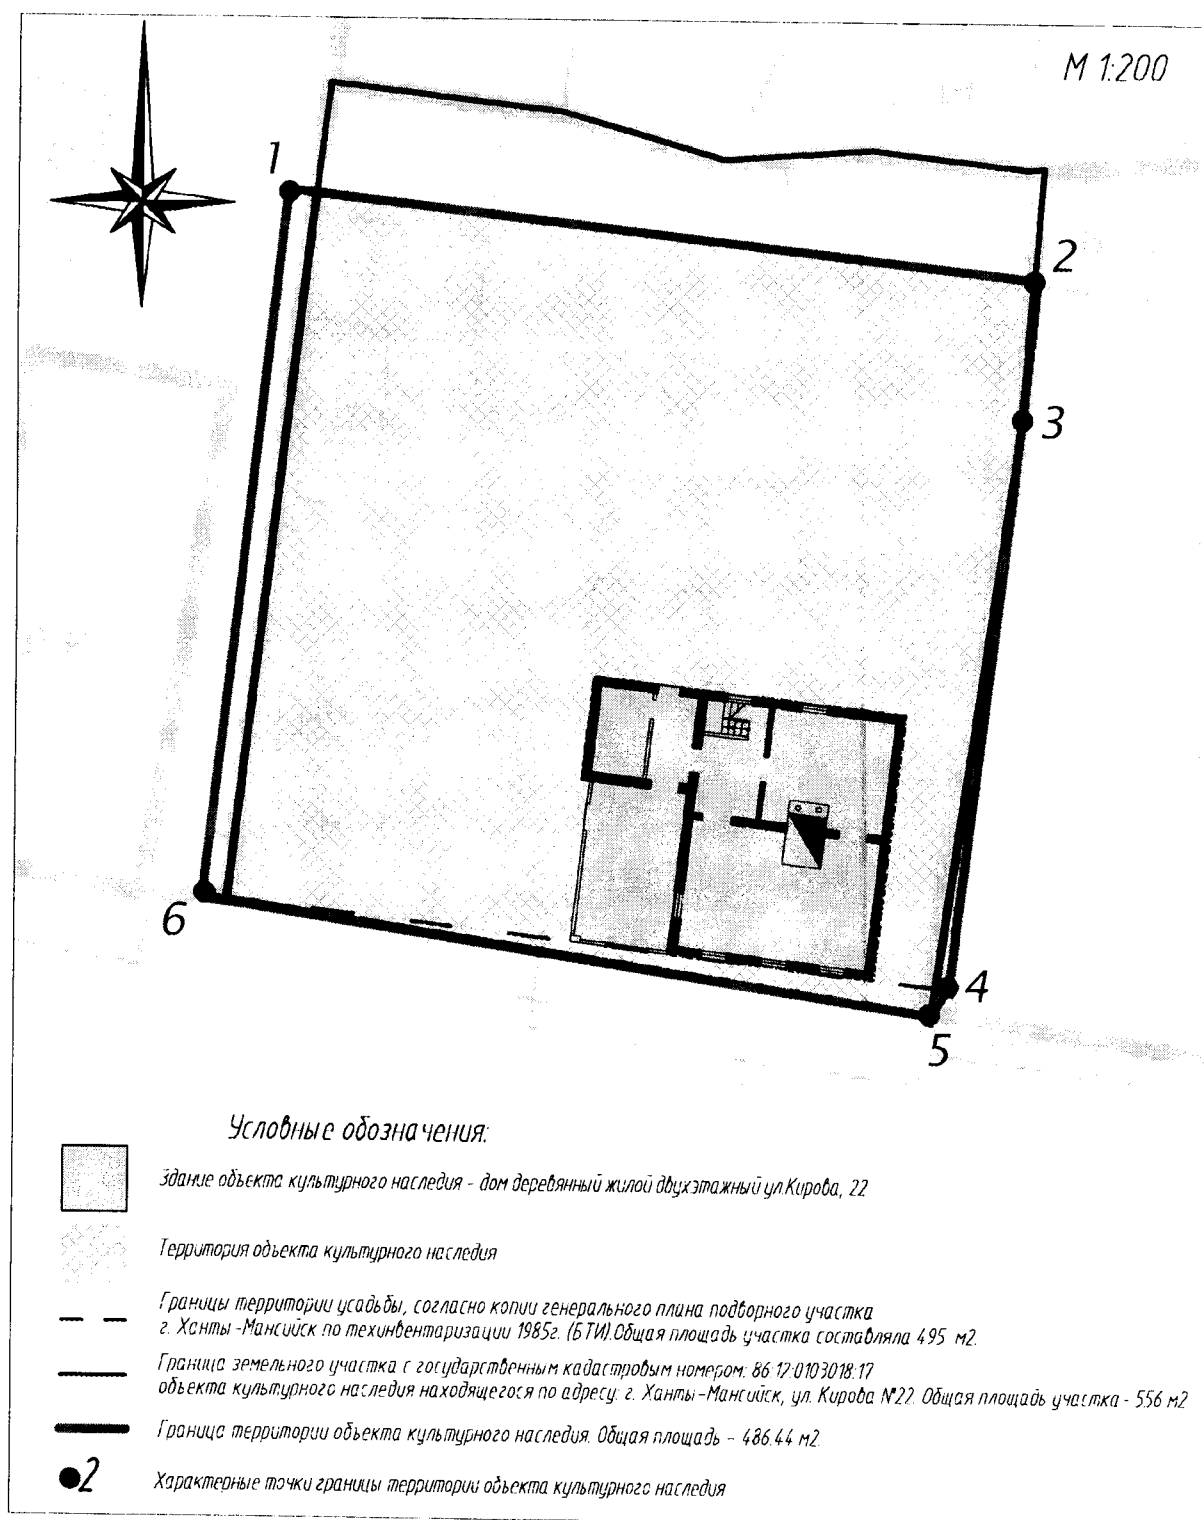 М 1:200
1
2
3
4
5
6
Условные обозначения:
Здание объекта культурного наследия - дом деревянный жилой двухэтажный ул.Кирова, 22
Территория объекта культурного наследия
Границы территории усадьбы, согласно копии генерального плана подворного участка
г. Ханты-Мансийск по техинвентаризации 1985г. (БТИ).Общая площадь участка составляла 495 м2.
Граница земельного участка с государственным кадастровым номером: 86:12:0103018:17
объекта культурного наследия находящегося по адресу: г. Ханты-Мансийск, ул. Кирова №22. Общая площадь участка - 556 м2
Граница территории объекта культурного наследия. Общая площадь - 486.44 м2.
2
Характерные точки границы территории объекта культурного наследия